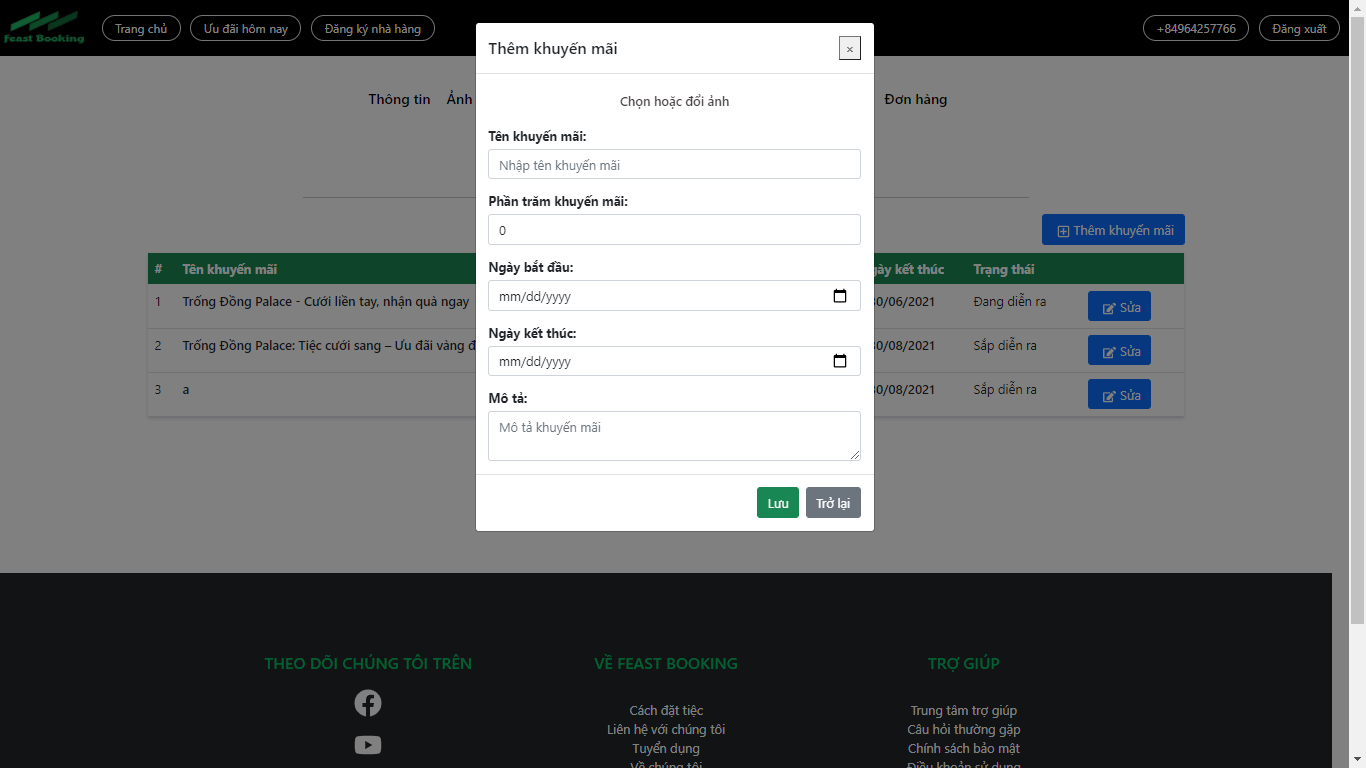 Feast Booking
Trang chủ
Ưu đãi hôm nay
Đăng ký nhà hàng
+84964257766
Đăng xuất
Thông tin
Ảnh
Đơn hàng
Thêm khuyến mãi
×
Chọn hoặc đổi ảnh
Tên khuyến mãi:
Nhập tên khuyến mãi
Phần trăm khuyến mãi:
0
Ngày bắt đầu:
mm/dd/yyyy
Ngày kết thúc:
mm/dd/yyyy
Mô tả:
Mô tả khuyến mãi
Lưu
Trở lại
Thêm khuyến mãi
# Tên khuyến mãi kết thúc Trạng thái
1 Trống Đồng Palace - Cưới liền tay, nhận quà ngay 30/06/2021 Đang diễn ra Sửa
2 Trống Đồng Palace: Tiệc cưới sang – Ưu đãi vàng 30/08/2021 Sắp diễn ra Sửa
3 a 30/08/2021 Sắp diễn ra Sửa
THEO DÕI CHÚNG TÔI TRÊN
VỀ FEAST BOOKING
Cách đặt tiệc
Liên hệ với chúng tôi
Tuyển dụng
Về chúng tôi
TRỢ GIÚP
Trung tâm trợ giúp
Câu hỏi thường gặp
Chính sách bảo mật
Điều khoản sử dụng